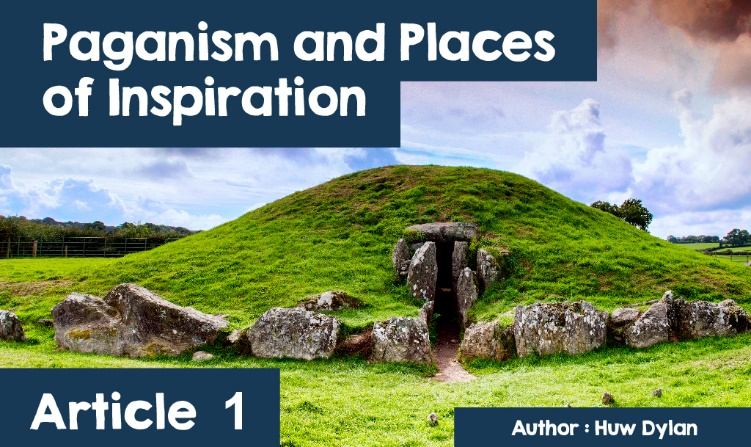 Paganism and Places
of Inspiration
Article 1
Author : Huw Dylan